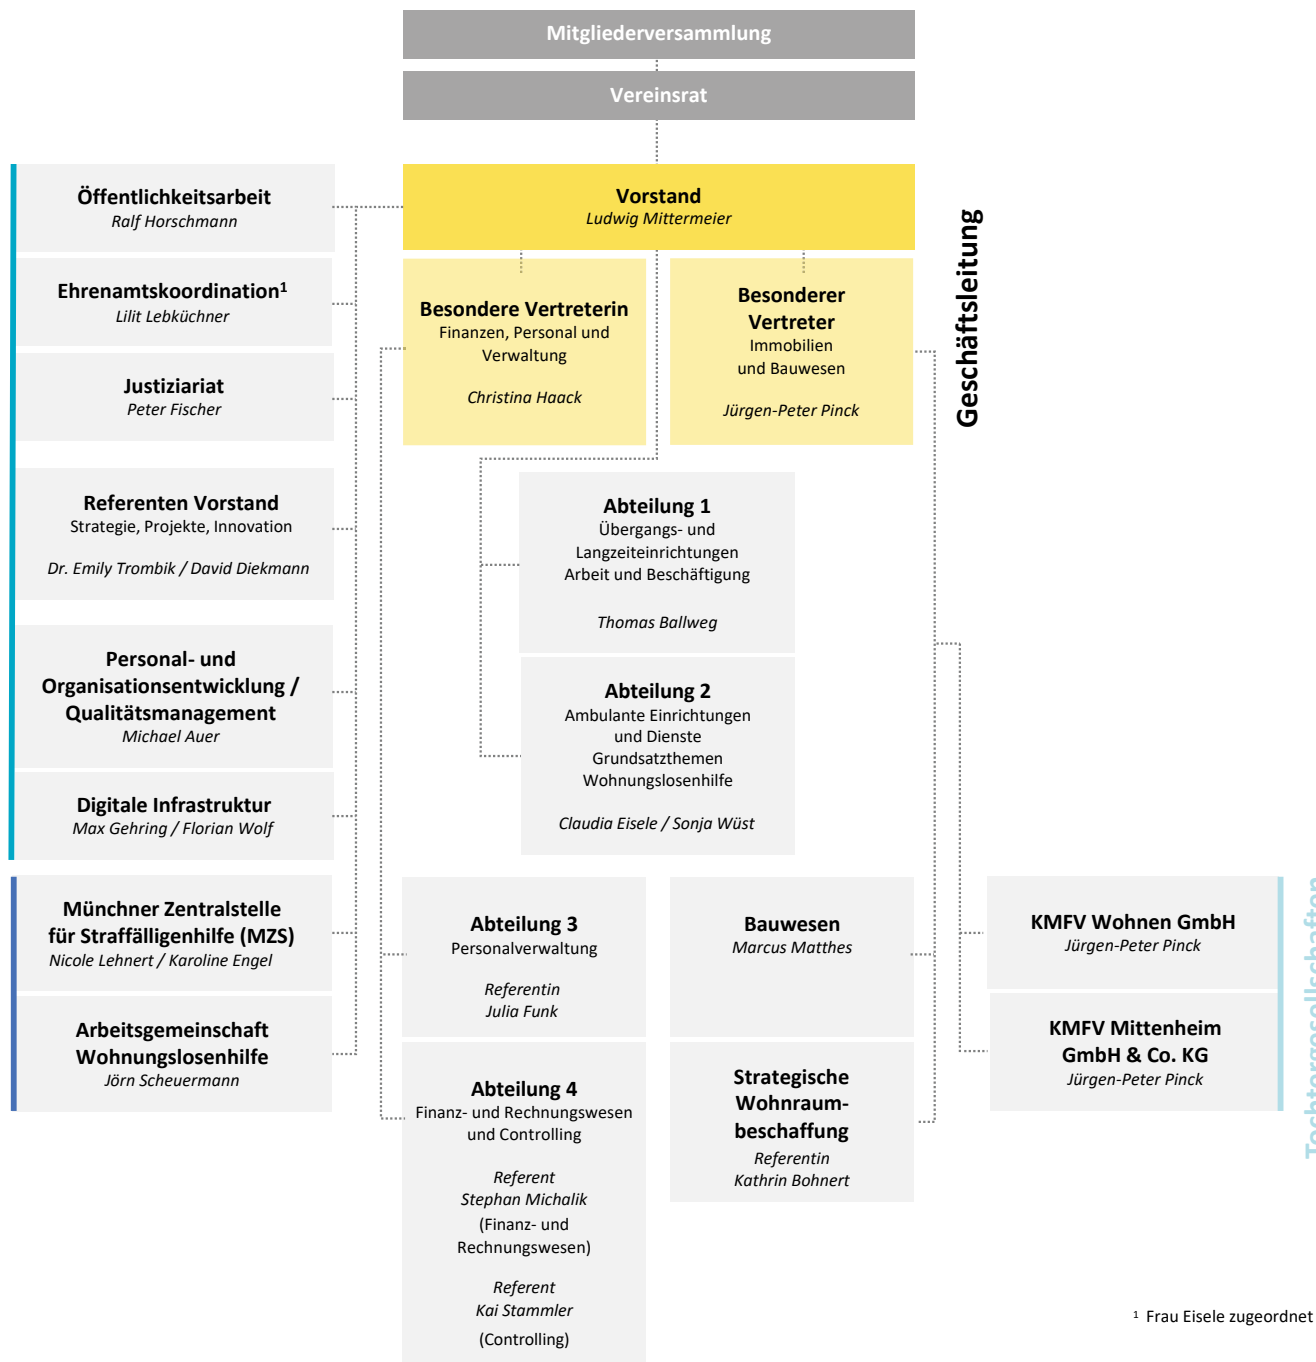 Mitgliederversammlung
Vereinsrat
Vorstand
Ludwig Mittermeier
Geschäftsleitung
Öffentlichkeitsarbeit
Ralf Horschmann
Ehrenamtskoordination¹
Lilit Lebküchner
Justiziariat
Peter Fischer
Referenten Vorstand
Strategie, Projekte, Innovation
Dr. Emily Trombik / David Diekmann
Personal- und
Organisationsentwicklung /
Qualitätsmanagement
Michael Auer
Digitale Infrastruktur
Max Gehring / Florian Wolf
Münchner Zentralstelle
für Straffälligenhilfe (MZS)
Nicole Lehnert / Karoline Engel
Arbeitsgemeinschaft
Wohnungslosenhilfe
Jörn Scheuermann
Besondere Vertreterin
Finanzen, Personal und
Verwaltung
Christina Haack
Besonderer
Vertreter
Immobilien
und Bauwesen
Jürgen-Peter Pinck
Abteilung 1
Übergangs- und
Langzeiteinrichtungen
Arbeit und Beschäftigung
Thomas Ballweg
Abteilung 2
Ambulante Einrichtungen
und Dienste
Grundsatzthemen
Wohnungslosenhilfe
Claudia Eisele / Sonja Wüst
Abteilung 3
Personalverwaltung
Referentin
Julia Funk
Abteilung 4
Finanz- und Rechnungswesen
und Controlling
Referent
Stephan Michalik
(Finanz- und
Rechnungswesen)
Referent
Kai Stammler
(Controlling)
Bauwesen
Marcus Matthes
Strategische
Wohnraum-
beschaffung
Referentin
Kathrin Bohnert
KMFV Wohnen GmbH
Jürgen-Peter Pinck
KMFV Mittenheim
GmbH & Co. KG
Jürgen-Peter Pinck
Tochtergesellschaften
¹ Frau Eisele zugeordnet